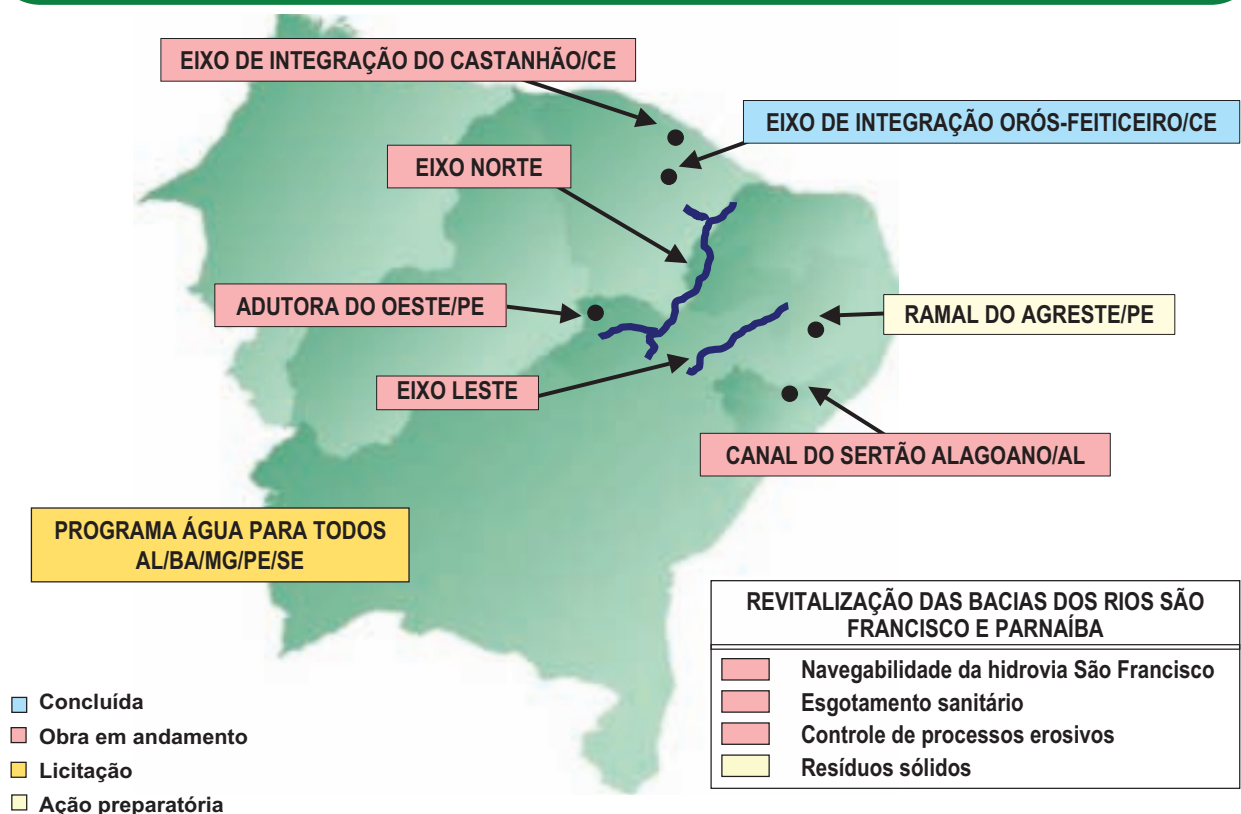 EIXO DE INTEGRAÇÃO DO CASTANHÃO/CE
EIXO DE INTEGRAÇÃO ORÓS-FEITICEIRO/CE
EIXO NORTE
ADUTORA DO OESTE/PE
RAMAL DO AGRESTE/PE
EIXO LESTE
CANAL DO SERTÃO ALAGOANO/AL
PROGRAMA ÁGUA PARA TODOS
AL/BA/MG/PE/SE
REVITALIZAÇÃO DAS BACIAS DOS RIOS SÃO
FRANCISCO E PARNAÍBA
Navegabilidade da hidrovia São Francisco
Esgotamento sanitário
Controle de processos erosivos
Resíduos sólidos
Concluída
Obra em andamento
Licitação
Ação preparatória